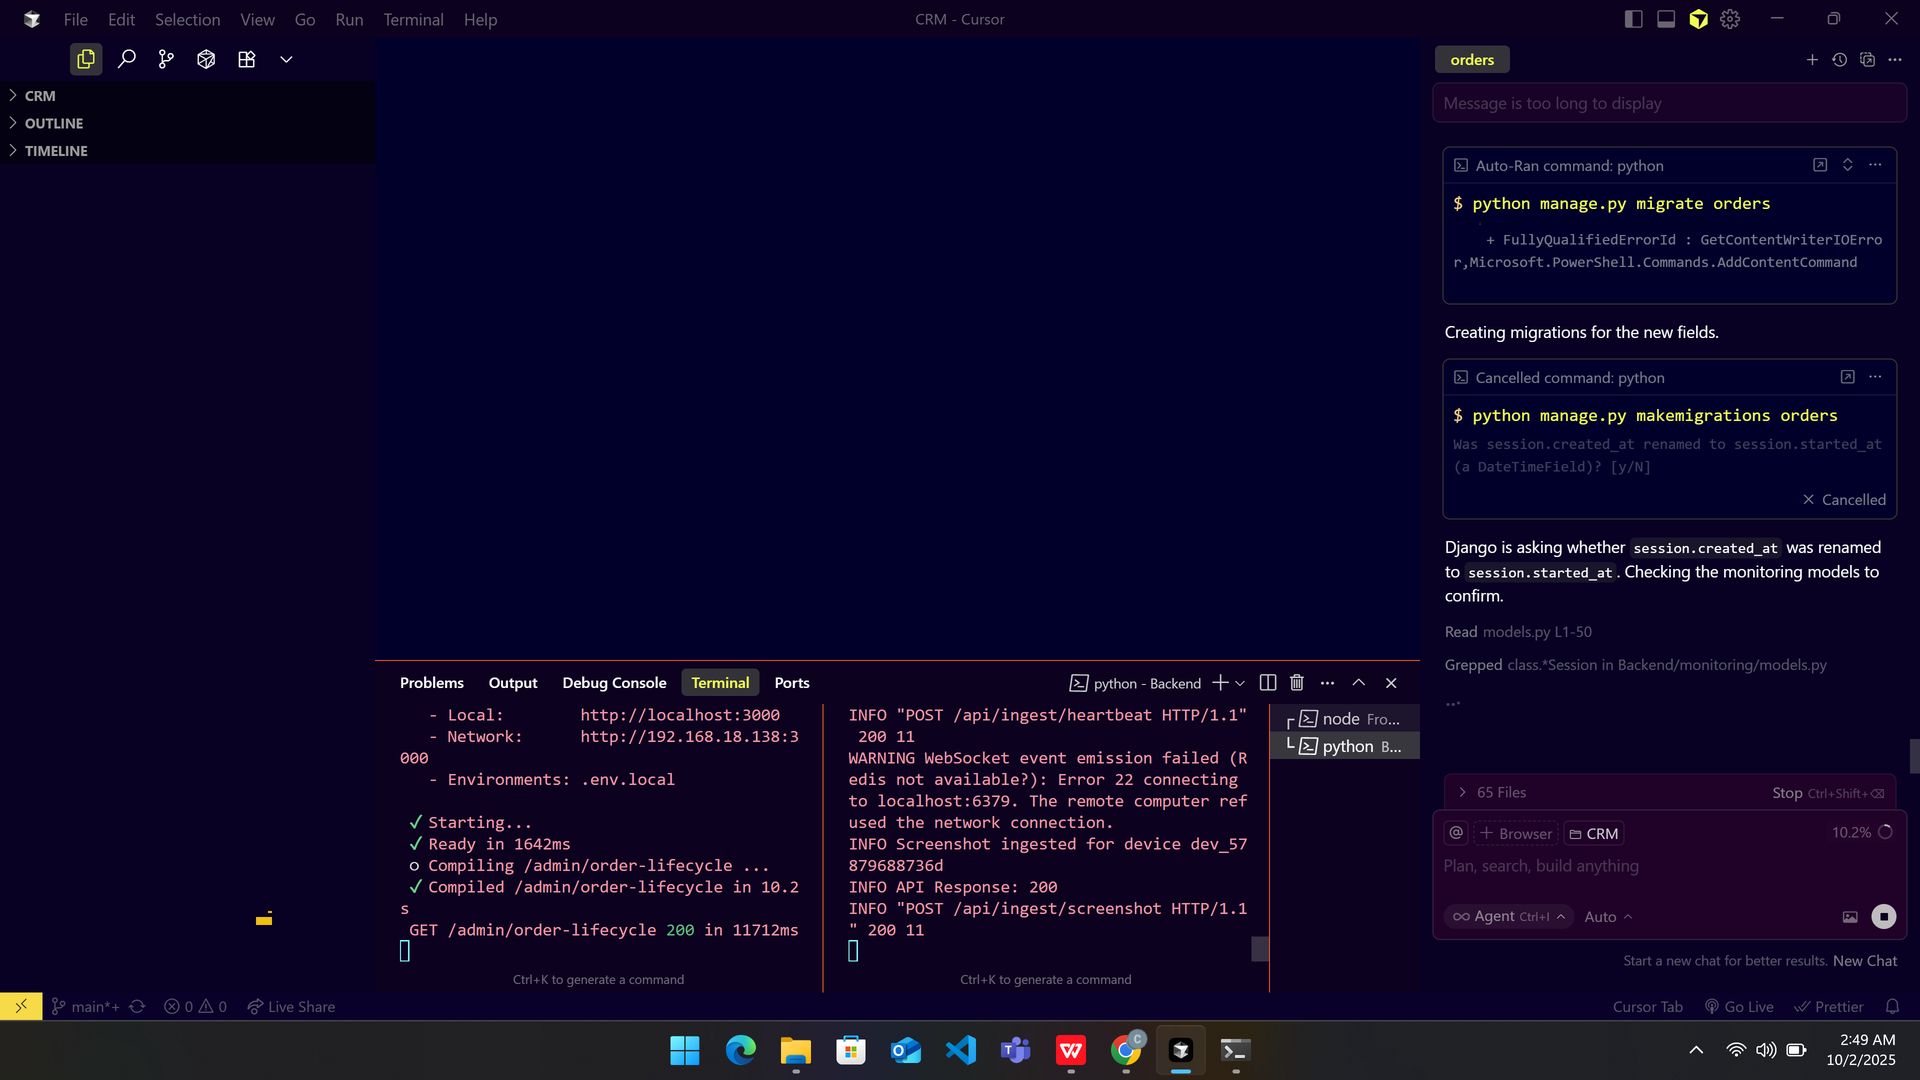 File Edit Selection View Go Run Terminal Help
CRM - Cursor
CRM
OUTLINE
TIMELINE
Problems Output Debug Console Terminal Ports
python - Backend
- Local: http://localhost:3000
- Network: http://192.168.18.138:3
000
- Environments: .env.local
✓ Starting...
✓ Ready in 1642ms
○ Compiling /admin/order-lifecycle ...
✓ Compiled /admin/order-lifecycle in 10.2
s
GET /admin/order-lifecycle 200 in 11712ms
Ctrl+K to generate a command
INFO "POST /api/ingest/heartbeat HTTP/1.1"
200 11
WARNING WebSocket event emission failed (R
edis not available?): Error 22 connecting
to localhost:6379. The remote computer ref
used the network connection.
INFO Screenshot ingested for device dev_57
879688736d
INFO API Response: 200
INFO "POST /api/ingest/screenshot HTTP/1.1
" 200 11
Ctrl+K to generate a command
node Fro...
python B...
orders
Message is too long to display
Auto-Ran command: python
$ python manage.py migrate orders
+ FullyQualifiedErrorId : GetContentWriterIOErro
r,Microsoft.PowerShell.Commands.AddContentCommand
Creating migrations for the new fields.
Cancelled command: python
$ python manage.py makemigrations orders
Was session.created_at renamed to session.started_at
(a DateTimeField)? [y/N]
Cancelled
Django is asking whether session.created_at was renamed
to session.started_at. Checking the monitoring models to
confirm.
Read models.py L1-50
Grepped class.*Session in Backend/monitoring/models.py
...
65 Files Stop Ctrl+Shift+⌫
@ + Browser CRM 10.2%
Plan, search, build anything
Agent Ctrl+I Auto
Start a new chat for better results. New Chat
main*+ 0 0 Live Share
Cursor Tab Go Live Prettier
2:49 AM
10/2/2025